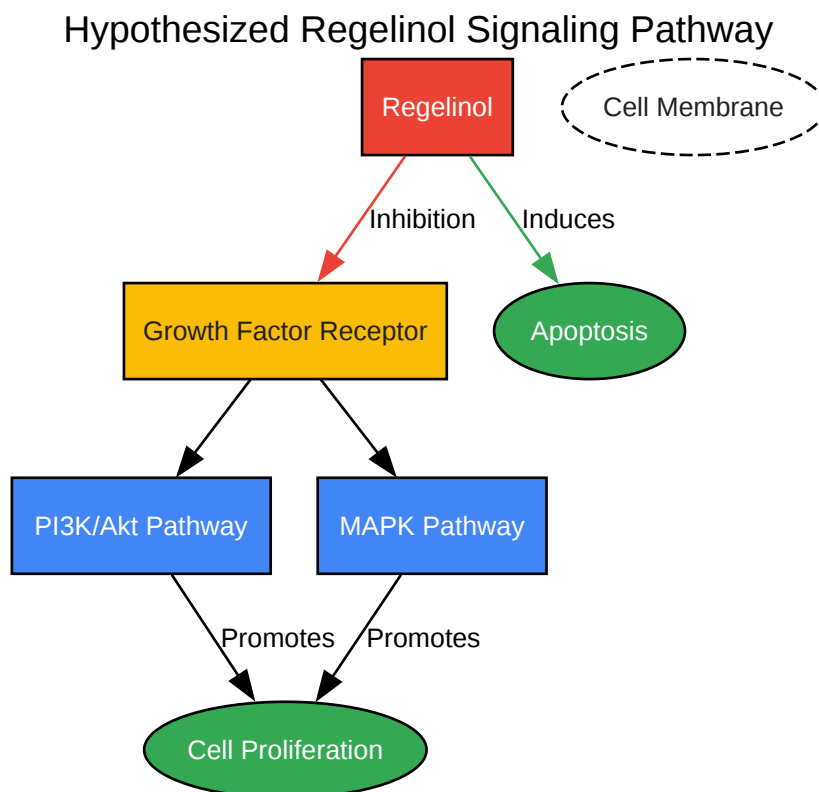 Hypothesized Regelinol Signaling Pathway
Regelinol
Cell Membrane
Inhibition
Induces
Growth Factor Receptor
Apoptosis
PI3K/Akt Pathway
MAPK Pathway
Promotes
Promotes
Cell Proliferation